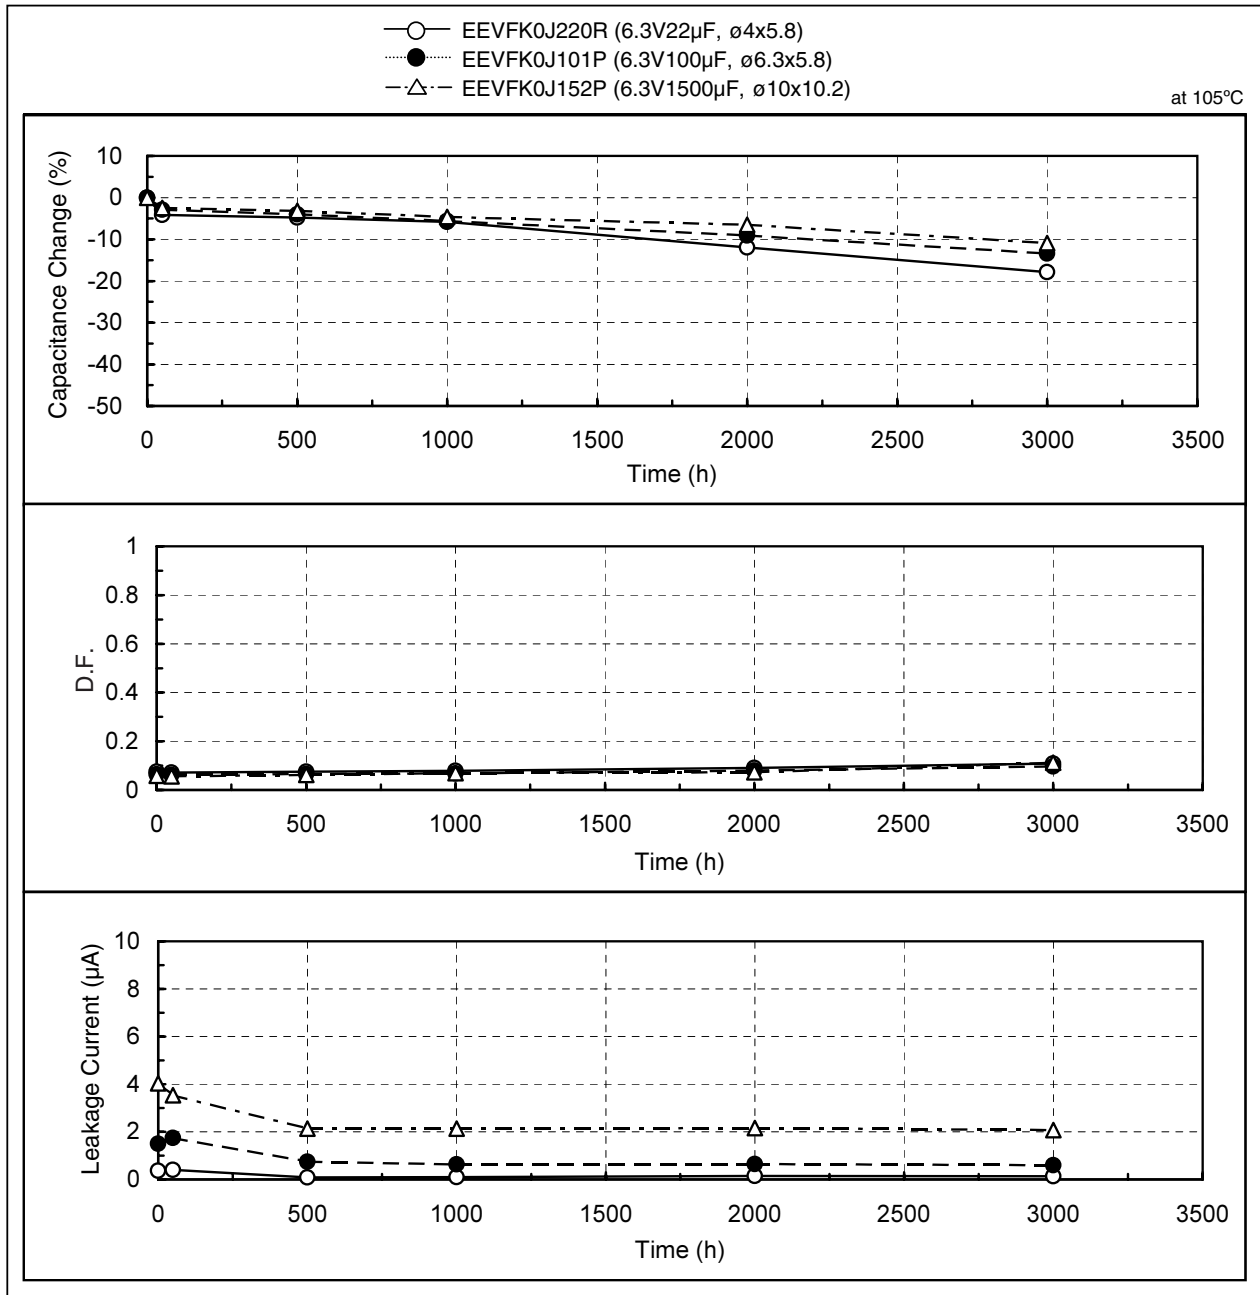 EEVFK0J220R (6.3V22µF, ø4x5.8)
EEVFK0J101P (6.3V100µF, ø6.3x5.8)
EEVFK0J152P (6.3V1500µF, ø10x10.2)
at 105ºC
Capacitance Change (%)
10
0
-10
-20
-30
-40
-50
0 500 1000 1500 2000 2500 3000 3500
Time (h)
D.F.
1
0.8
0.6
0.4
0.2
0
0 500 1000 1500 2000 2500 3000 3500
Time (h)
Leakage Current (µA)
10
8
6
4
2
0
0 500 1000 1500 2000 2500 3000 3500
Time (h)